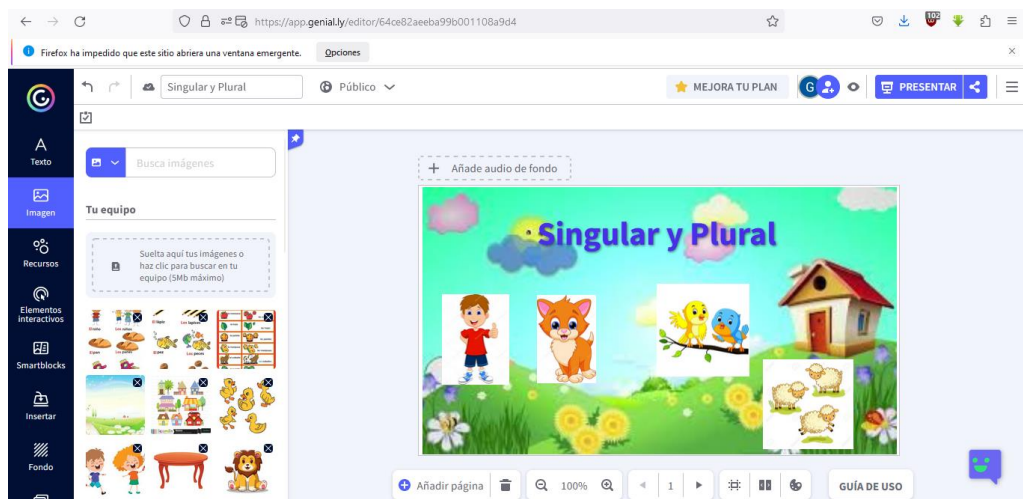 https://app.genial.ly/editor/64ce82aeeba99b001108a9d4
102
Firefox ha impedido que este sitio abriera una ventana emergente.
Opciones
Singular y Plural
Público
MEJORA TU PLAN
G
PRESENTAR
Texto
Imagen
Recursos
Elementos
interactivos
Smartblocks
Insertar
Fondo
Busca imágenes
Tu equipo
Suelta aquí tus imágenes o
haz clic para buscar en tu
equipo (5Mb máximo)
Añade audio de fondo
Singular y Plural
Añadir página
100%
1
GUÍA DE USO